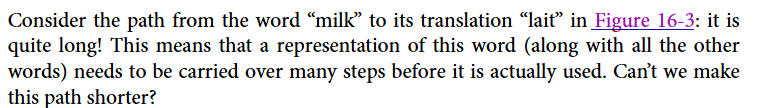 Consider the path from the word “milk” to its translation “lait” in Figure 16-3: it is
quite long! This means that a representation of this word (along with all the other
words) needs to be carried over many steps before it is actually used. Can’t we make
this path shorter?